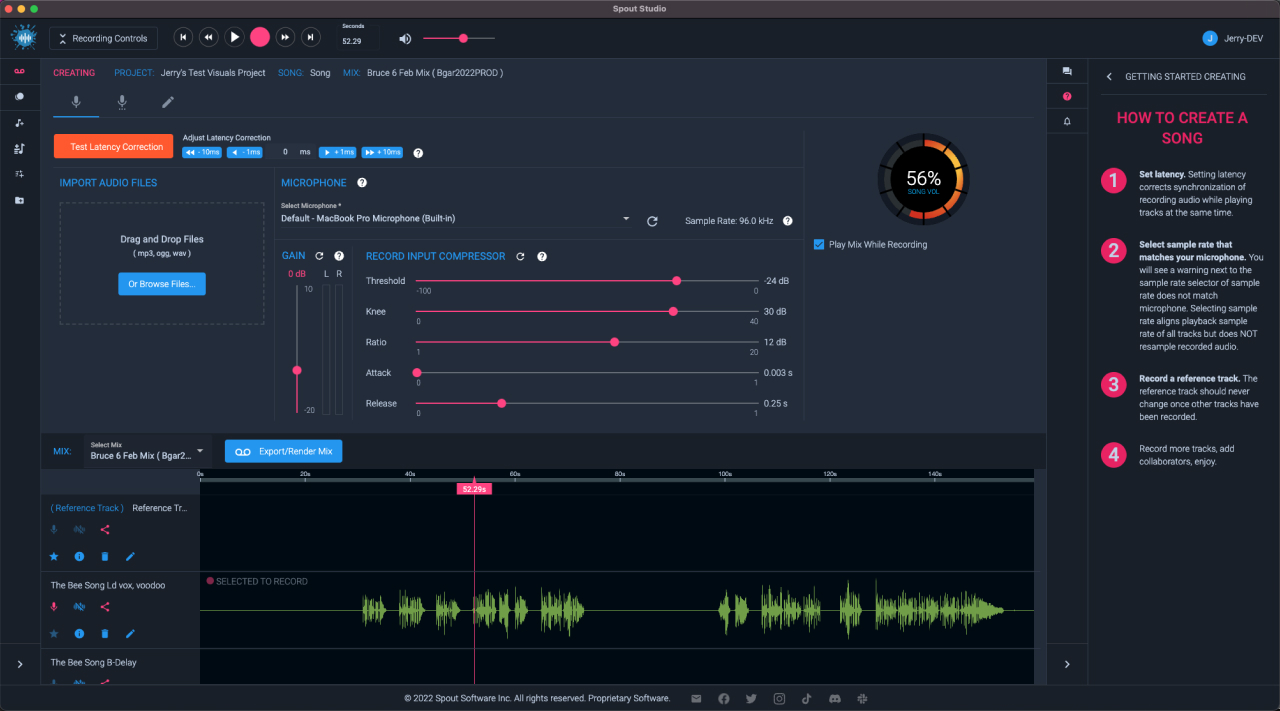 Spout Studio
Recording Controls
Seconds
52.29
J
Jerry-DEV
CREATING PROJECT: Jerry's Test Visuals Project SONG: Song MIX: Bruce 6 Feb Mix ( Bgar2022PROD )
Test Latency Correction
Adjust Latency Correction
- 10ms - 1ms 0 ms + 1ms + 10ms ?
IMPORT AUDIO FILES
Drag and Drop Files
( mp3, ogg, wav )
Or Browse Files...
MICROPHONE ?
Select Microphone *
Default - MacBook Pro Microphone (Built-in)
Sample Rate: 96.0 kHz ?
GAIN ?
0 dB L R
10
-20
RECORD INPUT COMPRESSOR ?
Threshold -24 dB
-100 0
Knee 30 dB
0 40
Ratio 12 dB
1 20
Attack 0.003 s
0 1
Release 0.25 s
0 1
56%
SONG VOL
Play Mix While Recording
?
GETTING STARTED CREATING
HOW TO CREATE A
SONG
1 Set latency. Setting latency
corrects synchronization of
recording audio while playing
tracks at the same time.
2 Select sample rate that
matches your microphone. You
will see a warning next to the
sample rate selector of sample
rate does not match
microphone. Selecting sample
rate aligns playback sample
rate of all tracks but does NOT
resample recorded audio.
3 Record a reference track. The
reference track should never
change once other tracks have
been recorded.
4 Record more tracks, add
collaborators, enjoy.
MIX:
Select Mix
Bruce 6 Feb Mix ( Bgar2...
Export/Render Mix
0s 20s 40s 60s 80s 100s 120s 140s
52.29s
( Reference Track ) Reference Tr...
The Bee Song Ld vox, voodoo
SELECTED TO RECORD
The Bee Song B-Delay
© 2022 Spout Software Inc. All rights reserved. Proprietary Software.